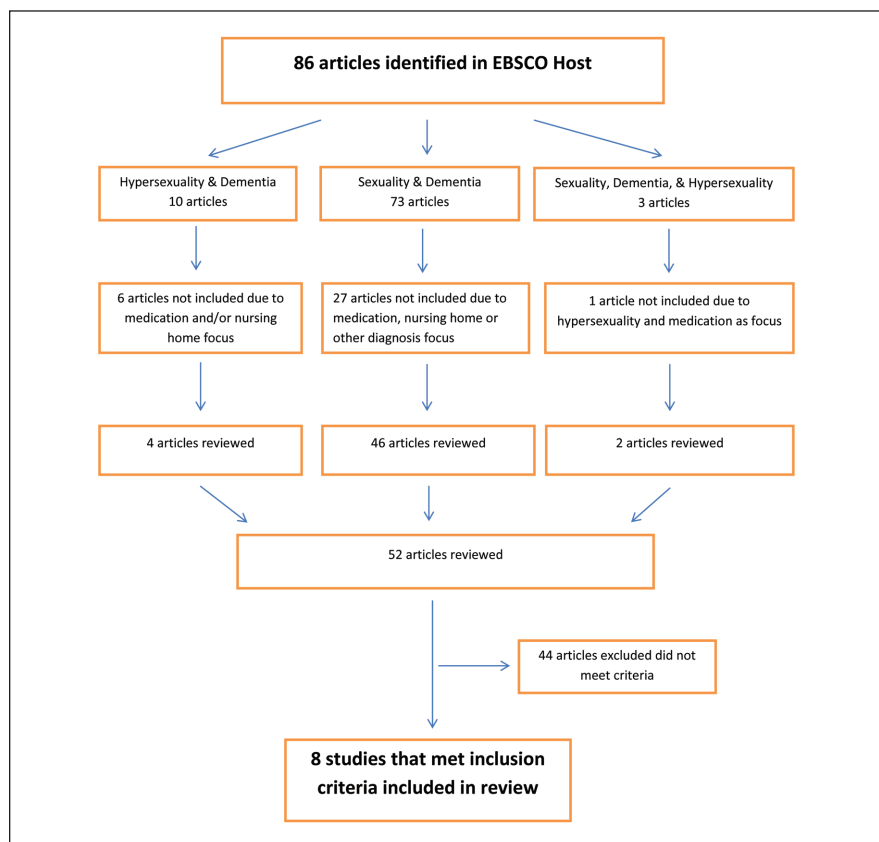 86 articles identified in EBSCO Host
Hypersexuality & Dementia
10 articles
Sexuality & Dementia
73 articles
Sexuality, Dementia, & Hypersexuality
3 articles
6 articles not included due to
medication and/or nursing
home focus
27 articles not included due to
medication, nursing home or
other diagnosis focus
1 article not included due to
hypersexuality and medication as focus
4 articles reviewed
46 articles reviewed
2 articles reviewed
52 articles reviewed
44 articles excluded did not
meet criteria
8 studies that met inclusion
criteria included in review